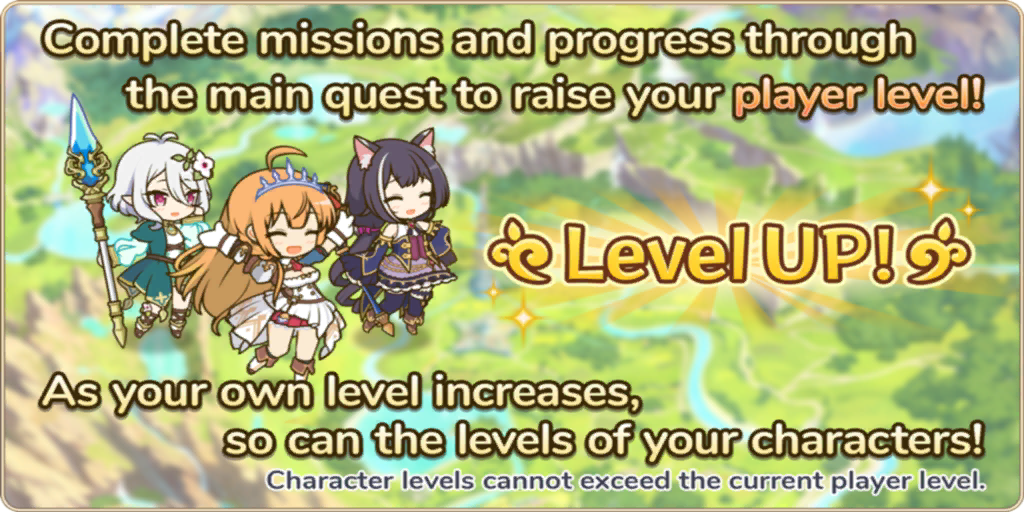 Complete missions and progress through
the main quest to raise your player level!
Level UP!
As your own level increases,
so can the levels of your characters!
Character levels cannot exceed the current player level.